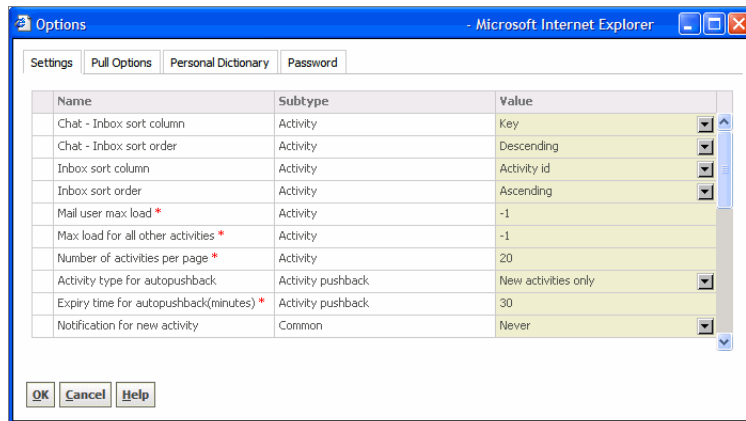 Options - Microsoft Internet Explorer
Settings Pull Options Personal Dictionary Password
Name Subtype Value
Chat - Inbox sort column Activity Key
Chat - Inbox sort order Activity Descending
Inbox sort column Activity Activity id
Inbox sort order Activity Ascending
Mail user max load * Activity -1
Max load for all other activities * Activity -1
Number of activities per page * Activity 20
Activity type for autopushback Activity pushback New activities only
Expiry time for autopushback(minutes) * Activity pushback 30
Notification for new activity Common Never
OK Cancel Help